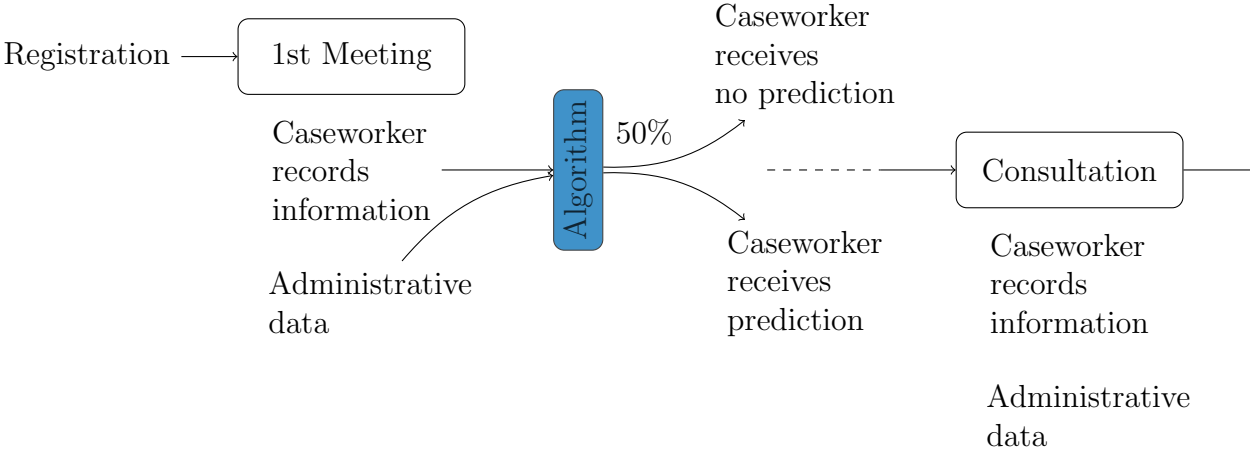 Registration
1st Meeting
Caseworker
records
information
Administrative
data
Algorithm
50%
Caseworker
receives
no prediction
Caseworker
receives
prediction
Consultation
Caseworker
records
information
Administrative
data